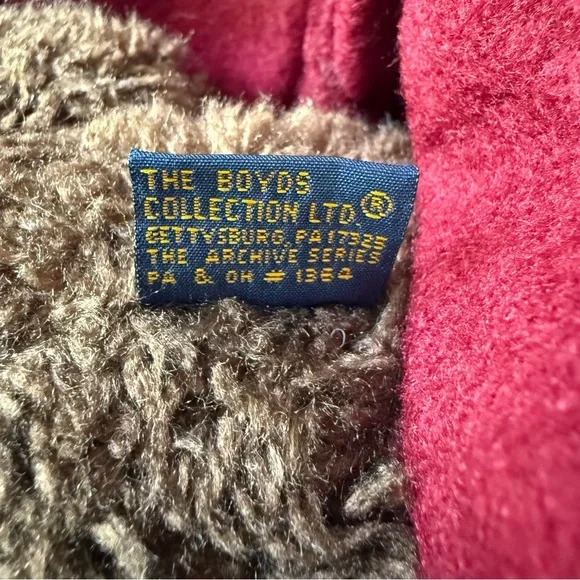 THE BOYDS
COLLECTION LTD.®
GETTYSBURG, PA 17325
THE ARCHIVE SERIES
PA & OH # 1364